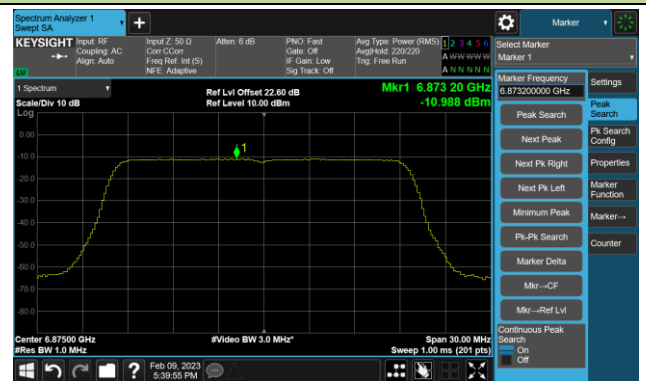 Spectrum Analyzer 1
Swept SA
Marker
KEYSIGHT
Input: RF
Coupling: AC
Align: Auto
Input Z: 50 Ω
Corr CCorr
Freq Ref: Int (S)
NFE: Adaptive
Atten: 6 dB
PNO: Fast
Gate: Off
IF Gain: Low
Sig Track: Off
Avg Type: Power (RMS)
Avg|Hold: 220/220
Trig: Free Run
1 2 3 4 5 6
A W W W W W
A N N N N N
LXI
Select Marker
Marker 1
1 Spectrum
Scale/Div 10 dB
Log
Ref Lvl Offset 22.60 dB
Ref Level 10.00 dBm
Mkr1 6.873 20 GHz
-10.988 dBm
0.00
-10.0
-20.0
-30.0
-40.0
-50.0
-60.0
-70.0
-80.0
1
Center 6.87500 GHz
#Res BW 1.0 MHz
#Video BW 3.0 MHz*
Span 30.00 MHz
Sweep 1.00 ms (201 pts)
Marker Frequency
6.873200000 GHz
Peak Search
Next Peak
Next Pk Right
Next Pk Left
Minimum Peak
Pk-Pk Search
Marker Delta
Mkr→CF
Mkr→Ref Lvl
Continuous Peak
Search
On
Off
Settings
Peak
Search
Pk Search
Config
Properties
Marker
Function
Marker→
Counter
?
Feb 09, 2023
5:39:55 PM